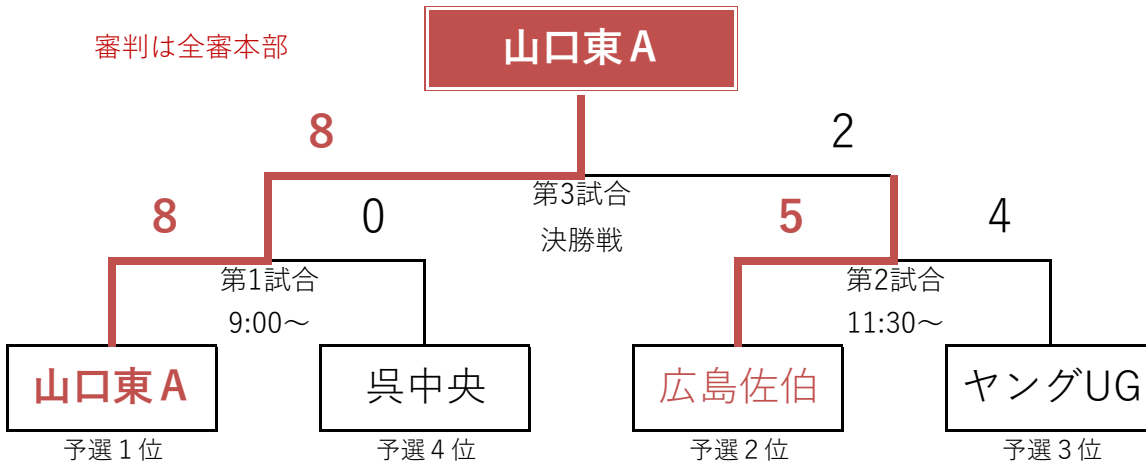 審判は全審本部
山口東Ａ
8
2
第3試合
決勝戦
8
0
5
4
第1試合
9:00～
第2試合
11:30～
山口東Ａ
呉中央
広島佐伯
ヤングUG
予選１位
予選４位
予選２位
予選３位